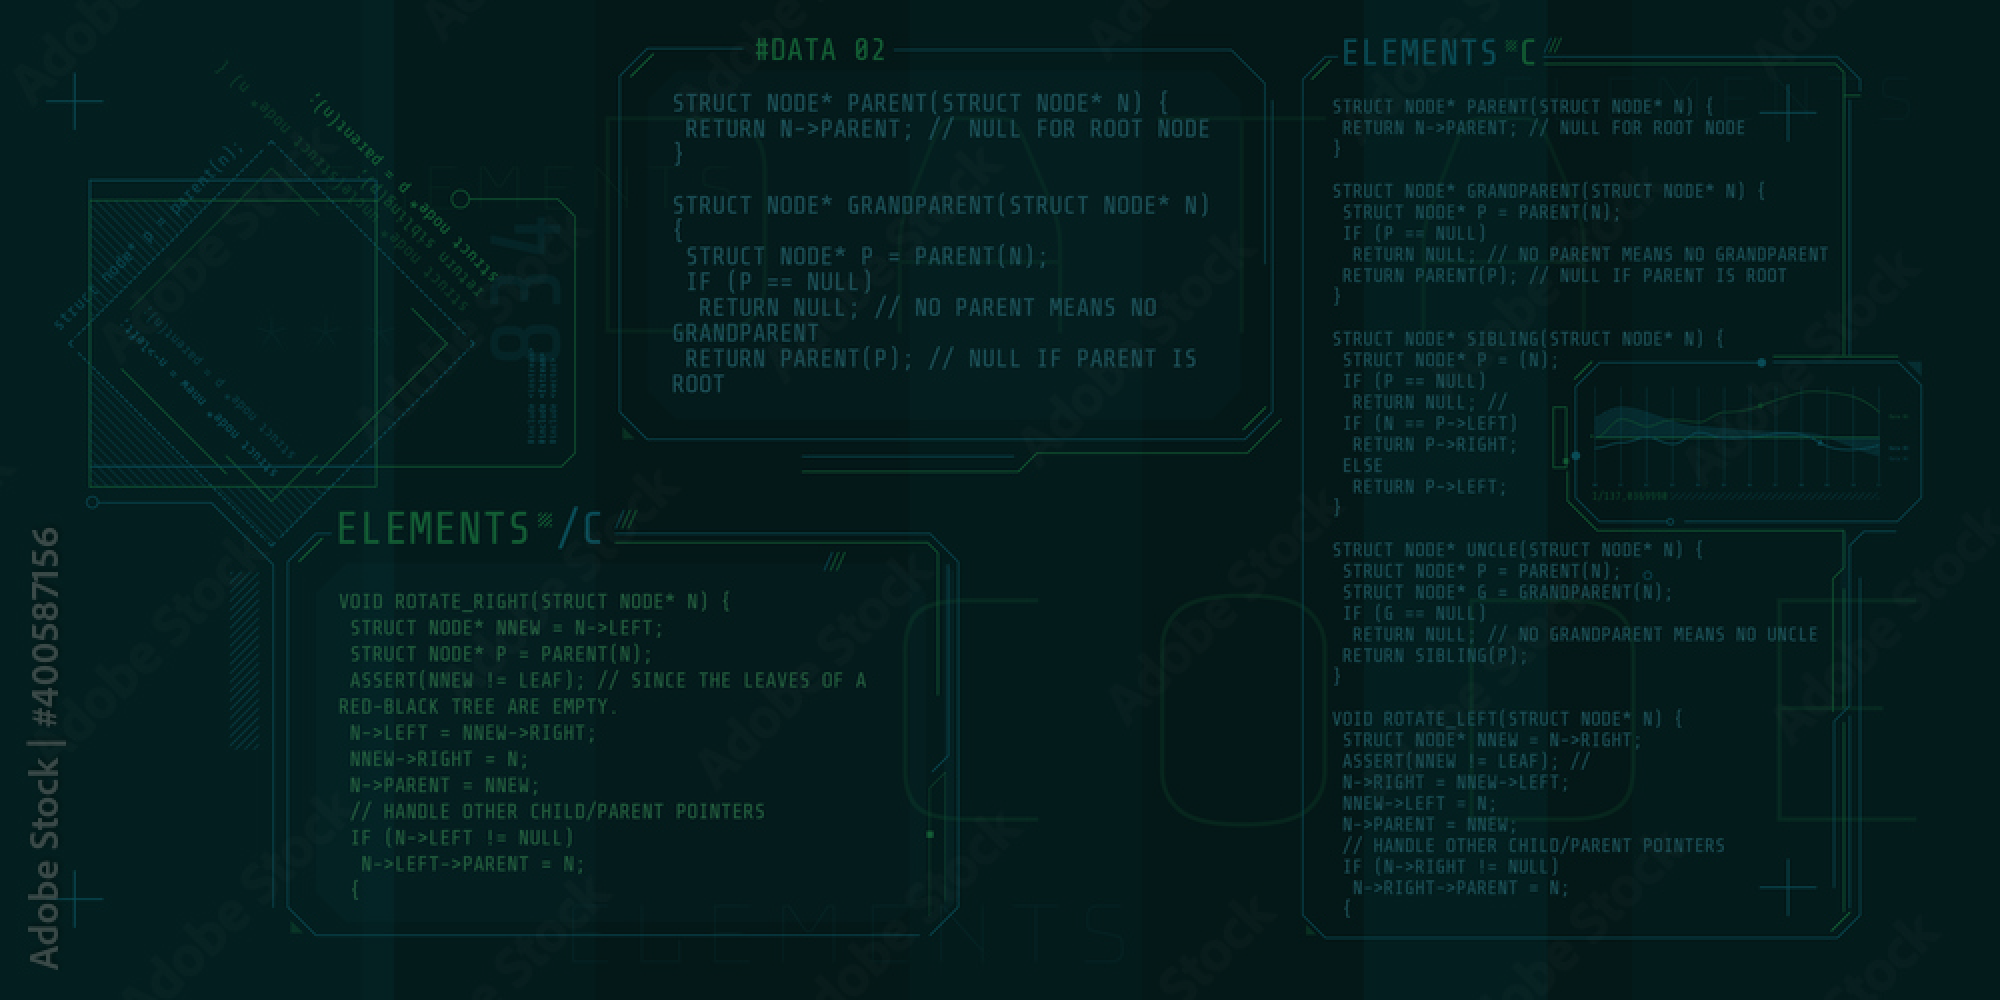 #DATA 02
STRUCT NODE* PARENT(STRUCT NODE* N) {
RETURN N->PARENT; // NULL FOR ROOT NODE
}
STRUCT NODE* GRANDPARENT(STRUCT NODE* N)
{
STRUCT NODE* P = PARENT(N);
IF (P == NULL)
RETURN NULL; // NO PARENT MEANS NO
GRANDPARENT
RETURN PARENT(P); // NULL IF PARENT IS
ROOT
ELEMENTS C
STRUCT NODE* PARENT(STRUCT NODE* N) {
RETURN N->PARENT; // NULL FOR ROOT NODE
}
STRUCT NODE* GRANDPARENT(STRUCT NODE* N) {
STRUCT NODE* P = PARENT(N);
IF (P == NULL)
RETURN NULL; // NO PARENT MEANS NO GRANDPARENT
RETURN PARENT(P); // NULL IF PARENT IS ROOT
}
STRUCT NODE* SIBLING(STRUCT NODE* N) {
STRUCT NODE* P = (N);
IF (P == NULL)
RETURN NULL; //
IF (N == P->LEFT)
RETURN P->RIGHT;
ELSE
RETURN P->LEFT;
}
STRUCT NODE* UNCLE(STRUCT NODE* N) {
STRUCT NODE* P = PARENT(N);
STRUCT NODE* G = GRANDPARENT(N);
IF (G == NULL)
RETURN NULL; // NO GRANDPARENT MEANS NO UNCLE
RETURN SIBLING(P);
}
VOID ROTATE_LEFT(STRUCT NODE* N) {
STRUCT NODE* NNEW = N->RIGHT;
ASSERT(NNEW != LEAF); //
N->RIGHT = NNEW->LEFT;
NNEW->LEFT = N;
N->PARENT = NNEW;
// HANDLE OTHER CHILD/PARENT POINTERS
IF (N->RIGHT != NULL)
N->RIGHT->PARENT = N;
{
struct node* p = parent(n);
struct node* p = parent(n);
struct node* nnew = n->left;
struct node* p = parent(n);
834
ELEMENTS /C
VOID ROTATE_RIGHT(STRUCT NODE* N) {
STRUCT NODE* NNEW = N->LEFT;
STRUCT NODE* P = PARENT(N);
ASSERT(NNEW != LEAF); // SINCE THE LEAVES OF A
RED-BLACK TREE ARE EMPTY.
N->LEFT = NNEW->RIGHT;
NNEW->RIGHT = N;
N->PARENT = NNEW;
// HANDLE OTHER CHILD/PARENT POINTERS
IF (N->LEFT != NULL)
N->LEFT->PARENT = N;
{
DATA
CODE
ELEMENTS
ELEMENTS
Adobe Stock | #400587156